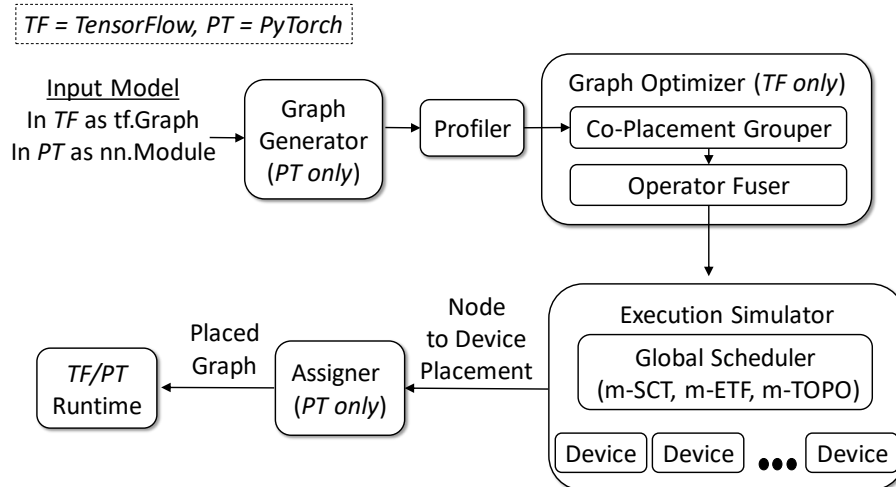 TF = TensorFlow, PT = PyTorch
Input Model
In TF as tf.Graph
In PT as nn.Module
Graph
Generator
(PT only)
Profiler
Graph Optimizer (TF only)
Co-Placement Grouper
Operator Fuser
Execution Simulator
Global Scheduler
(m-SCT, m-ETF, m-TOPO)
Device Device Device
Node
to Device
Placement
Assigner
(PT only)
Placed
Graph
TF/PT
Runtime